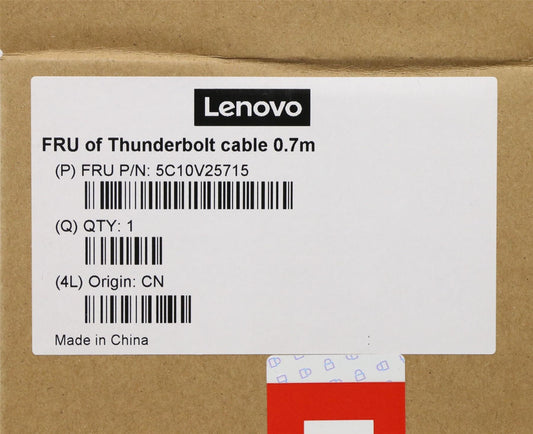 Lenovo
FRU of Thunderbolt cable 0.7m
(P) FRU P/N: 5C10V25715
(Q) QTY: 1
(4L) Origin: CN
Made in China